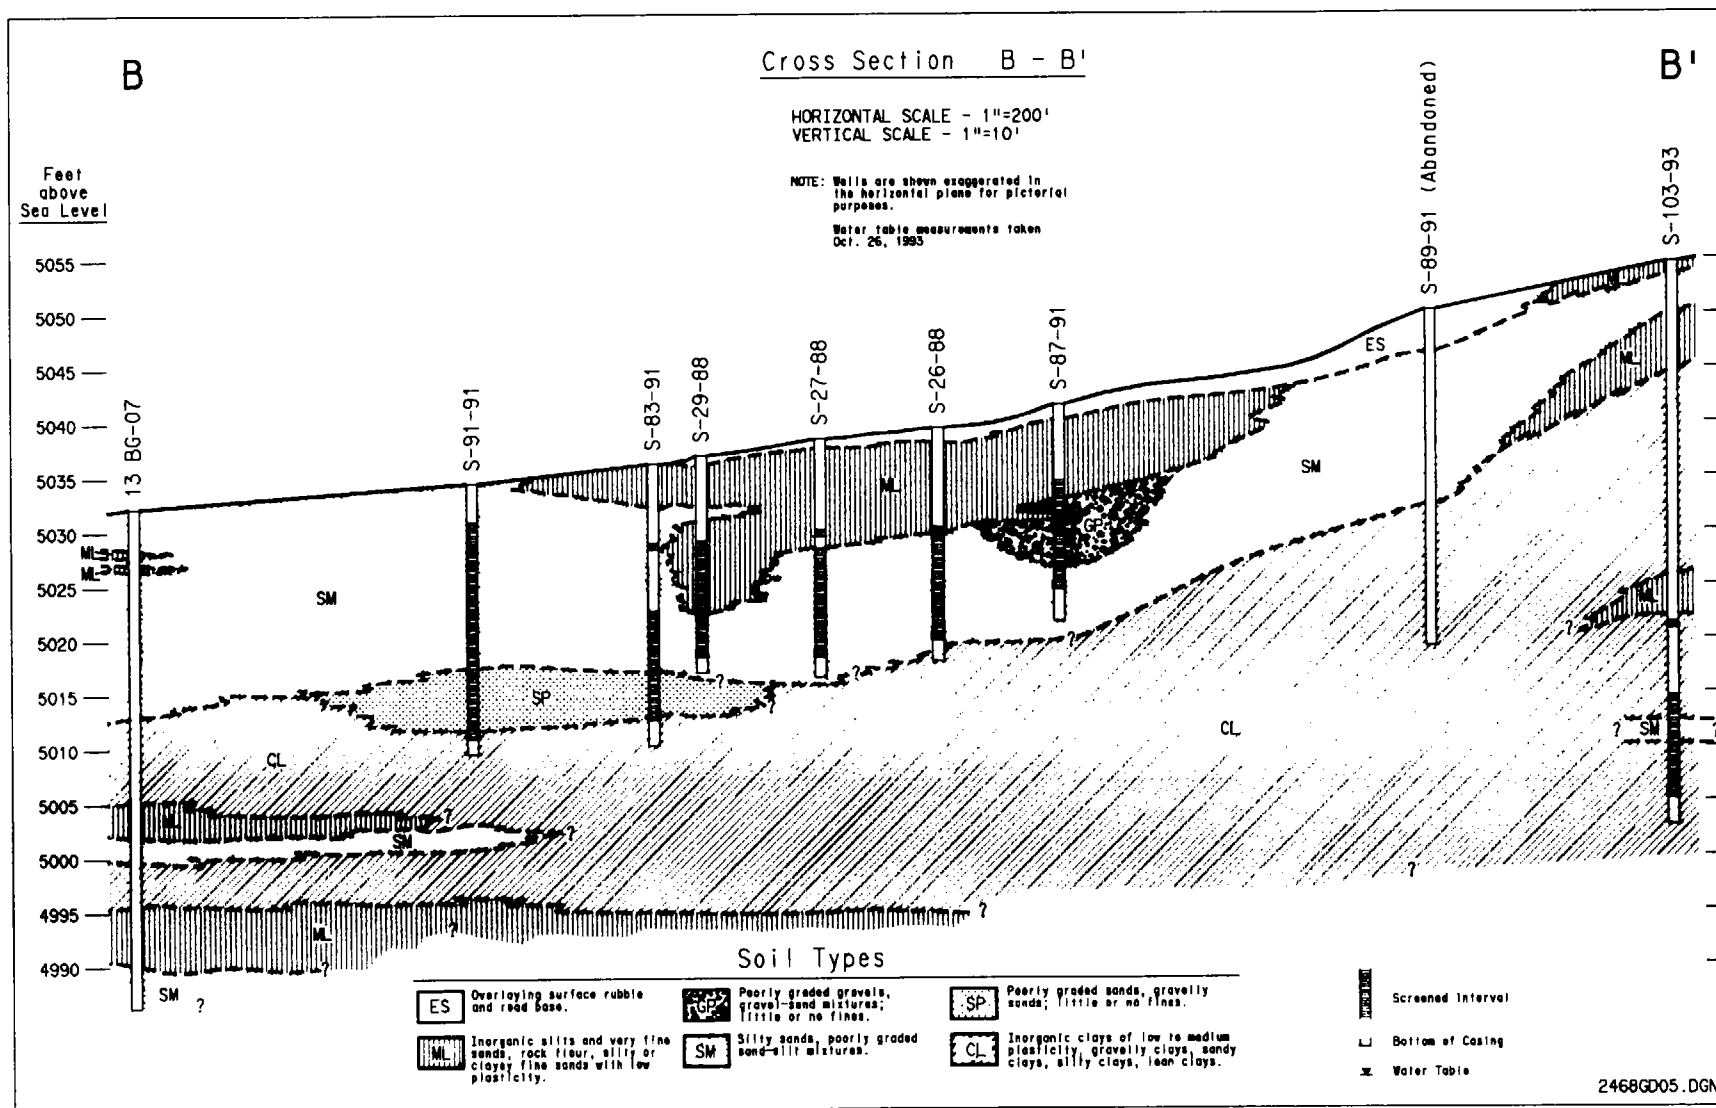 B
Cross Section B - B'
B'
HORIZONTAL SCALE - 1"=200'
VERTICAL SCALE - 1"=10'
NOTE: Wells are shown exaggerated in
the horizontal plane for pictorial
purposes.
Water table measurements taken
Oct. 26, 1993
Feet
above
Sea Level
5055
5050
5045
5040
5035
5030
5025
5020
5015
5010
5005
5000
4995
4990
13 BG-07
S-91-91
S-83-91
S-29-88
S-27-88
S-26-88
S-87-91
S-89-91 (Abandoned)
S-103-93
ML
ES
ML
ML
SM
GP
ML
ML
SM
ML
?
SP
?
?
?
?
CL
? SM ?
CL
ML
?
SM
?
?
ML
?
?
?
SM
?
Soil Types
ES
Overlaying surface rubble
and road base.
GP
Poorly graded gravels,
gravel-sand mixtures;
little or no fines.
SP
Poorly graded sands, gravelly
sands; little or no fines.
ML
Inorganic silts and very fine
sands, rock flour, silty or
clayey fine sands with low
plasticity.
SM
Silty sands, poorly graded
sand-silt mixtures.
CL
Inorganic clays of low to medium
plasticity, gravelly clays, sandy
clays, silty clays, lean clays.
Screened Interval
Bottom of Casing
Water Table
2468GD05.DGN